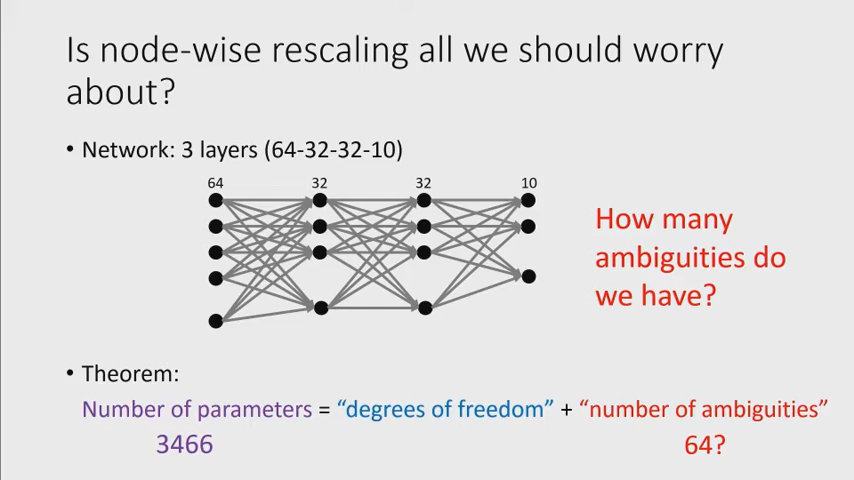 Is node-wise rescaling all we should worry
about?
• Network: 3 layers (64-32-32-10)
64 32 32 10
How many
ambiguities do
we have?
• Theorem:
Number of parameters = “degrees of freedom” + “number of ambiguities”
3466 64?